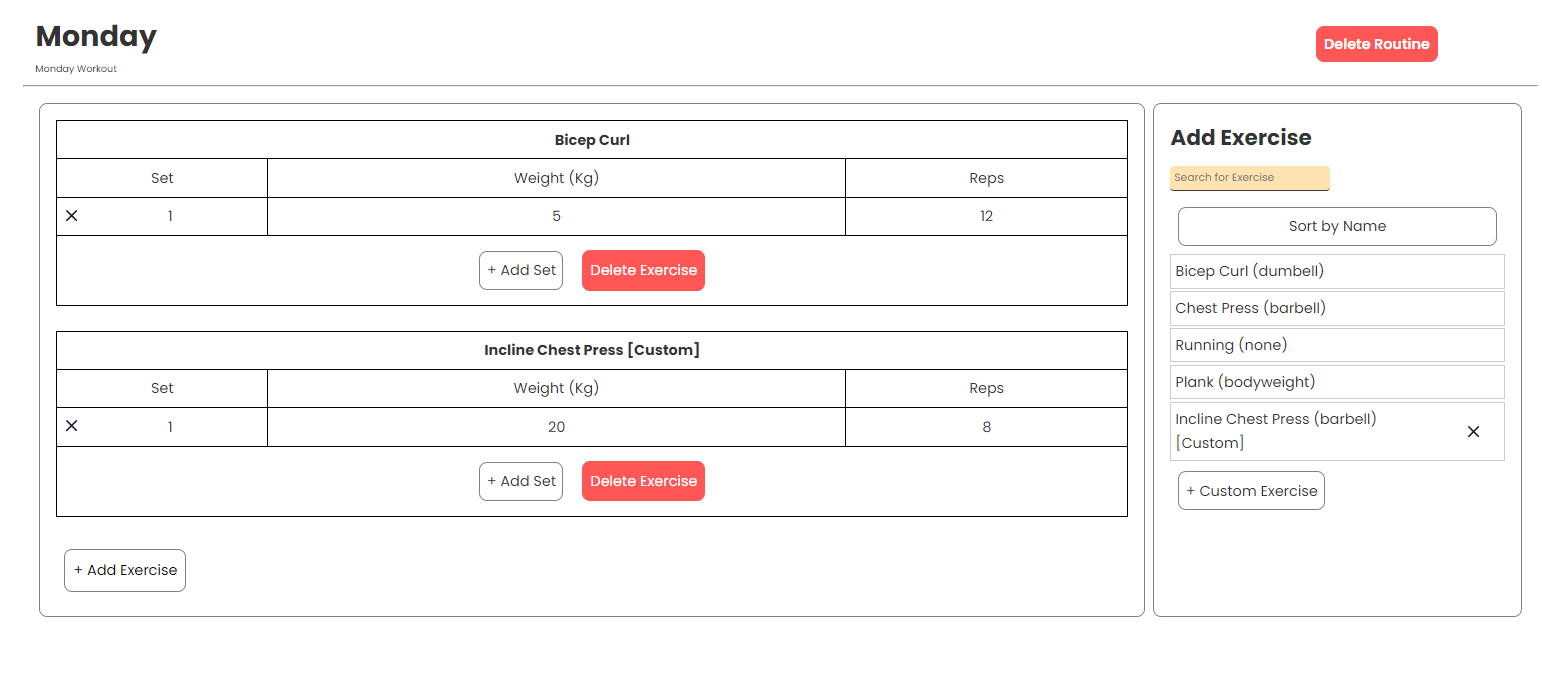 Monday
Delete Routine
Monday Workout
Bicep Curl
Set Weight (Kg) Reps
1 5 12
+ Add Set Delete Exercise
Incline Chest Press [Custom]
Set Weight (Kg) Reps
1 20 8
+ Add Set Delete Exercise
+ Add Exercise
Add Exercise
Search for Exercise
Sort by Name
Bicep Curl (dumbell)
Chest Press (barbell)
Running (none)
Plank (bodyweight)
Incline Chest Press (barbell)
[Custom]
+ Custom Exercise